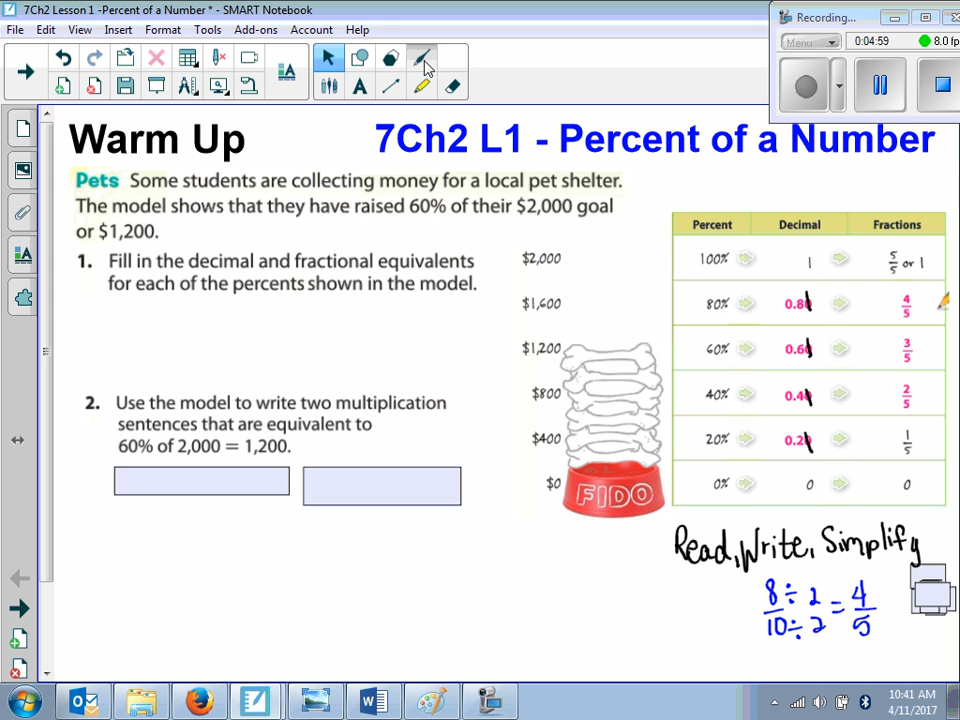 7Ch2 Lesson 1 -Percent of a Number * - SMART Notebook
File Edit View Insert Format Tools Add-ons Account Help
Recording...
Menu 0:04:59 8.0 fp
Warm Up
7Ch2 L1 - Percent of a Number
Pets Some students are collecting money for a local pet shelter.
The model shows that they have raised 60% of their $2,000 goal
or $1,200.
1. Fill in the decimal and fractional equivalents
for each of the percents shown in the model.
2. Use the model to write two multiplication
sentences that are equivalent to
60% of 2,000 = 1,200.
$2,000
$1,600
$1,200
$800
$400
$0
FIDO
Percent Decimal Fractions
100% 1 5/5 or 1
80% 0.80 4/5
60% 0.60 3/5
40% 0.40 2/5
20% 0.20 1/5
0% 0 0
Read, Write, Simplify
8 ÷ 2 = 4
10 ÷ 2 5
10:41 AM
4/11/2017